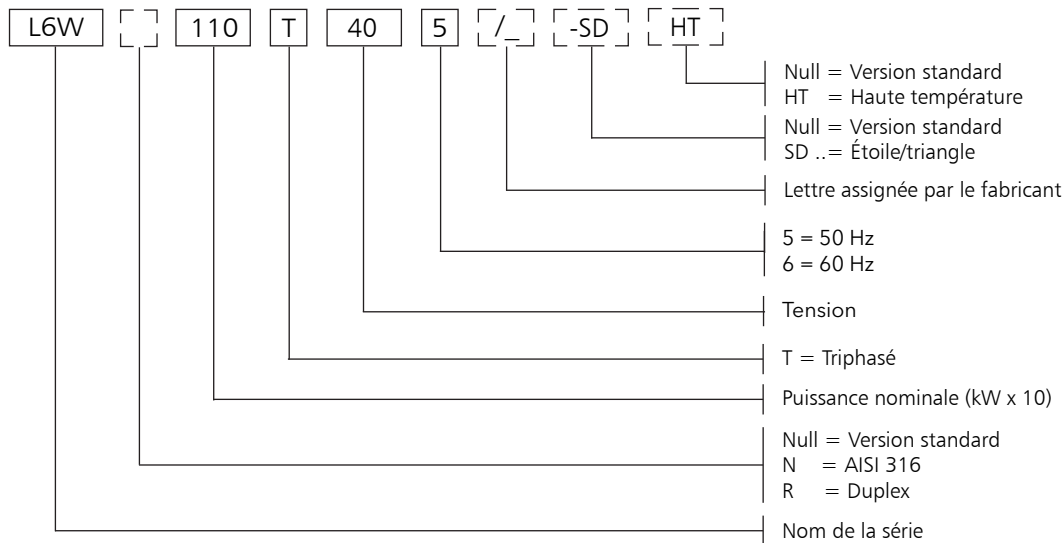 L6W 110 T 40 5 /_ -SD HT
Null = Version standard
HT = Haute température
Null = Version standard
SD ..= Étoile/triangle
Lettre assignée par le fabricant
5 = 50 Hz
6 = 60 Hz
Tension
T = Triphasé
Puissance nominale (kW x 10)
Null = Version standard
N = AISI 316
R = Duplex
Nom de la série